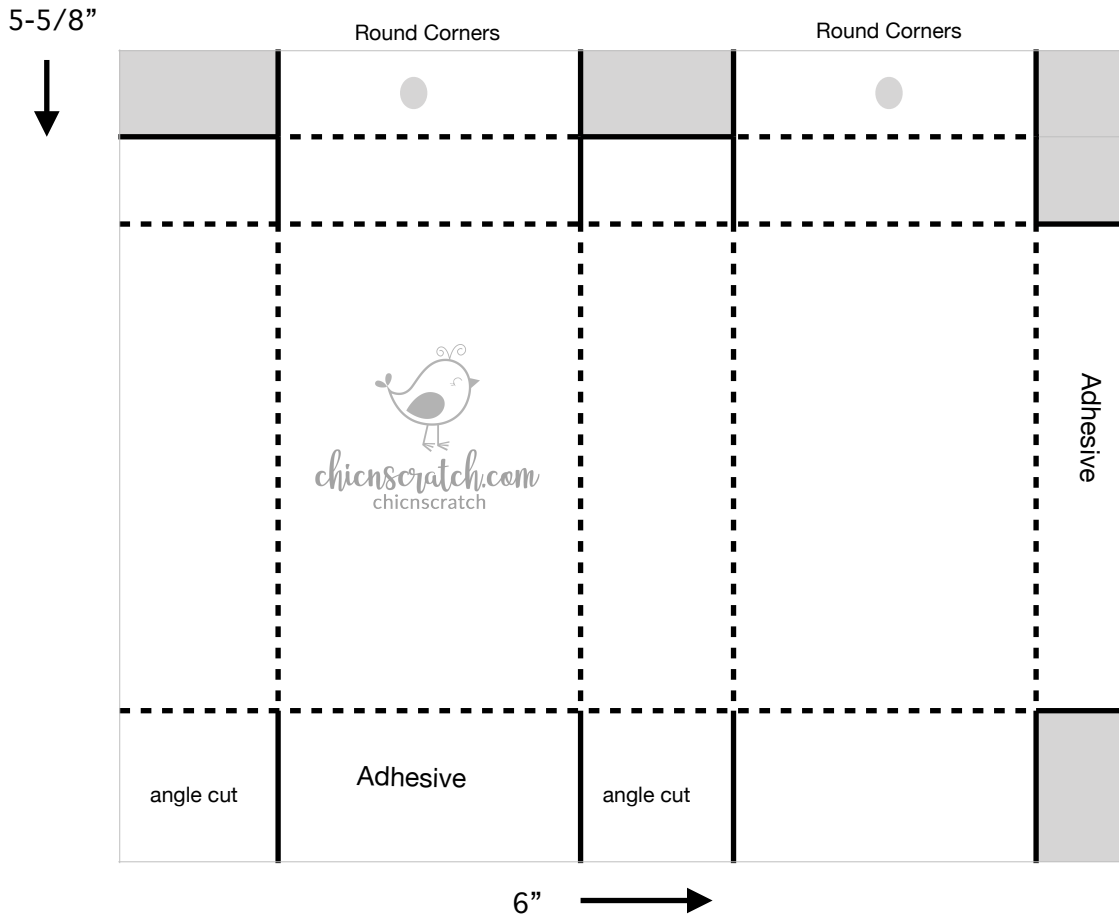 5-5/8”
Round Corners
Round Corners
Adhesive
chicnscratch.com
chicnscratch
angle cut
Adhesive
angle cut
6”